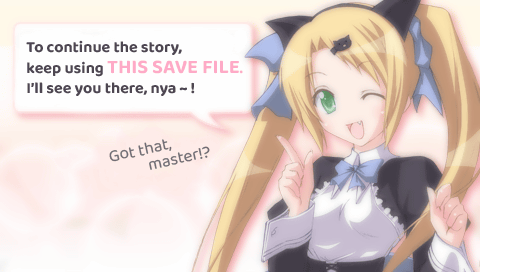 To continue the story,
keep using THIS SAVE FILE.
I'll see you there, nya ~ !
Got that,
master!?